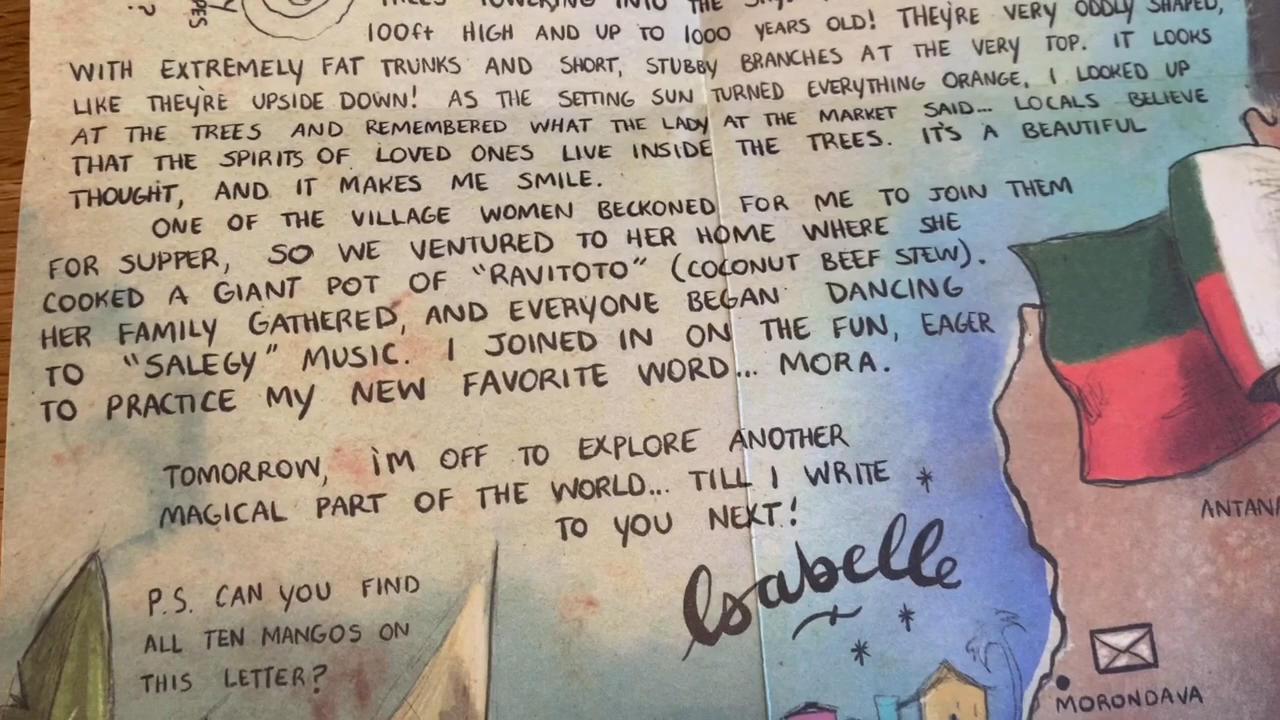 TREES TOWERING INTO THE
100ft HIGH AND UP TO 1000 YEARS OLD! THEY'RE VERY ODDLY SHAPED,
WITH EXTREMELY FAT TRUNKS AND SHORT, STUBBY BRANCHES AT THE VERY TOP. IT LOOKS
LIKE THEY'RE UPSIDE DOWN! AS THE SETTING SUN TURNED EVERYTHING ORANGE, I LOOKED UP
AT THE TREES AND REMEMBERED WHAT THE LADY AT THE MARKET SAID... LOCALS BELIEVE
THAT THE SPIRITS OF LOVED ONES LIVE INSIDE THE TREES. IT'S A BEAUTIFUL
THOUGHT, AND IT MAKES ME SMILE.
ONE OF THE VILLAGE WOMEN BECKONED FOR ME TO JOIN THEM
FOR SUPPER, SO WE VENTURED TO HER HOME WHERE SHE
COOKED A GIANT POT OF "RAVITOTO" (COCONUT BEEF STEW).
HER FAMILY GATHERED, AND EVERYONE BEGAN DANCING
TO "SALEGY" MUSIC. I JOINED IN ON THE FUN, EAGER
TO PRACTICE MY NEW FAVORITE WORD... MORA.
TOMORROW, I'M OFF TO EXPLORE ANOTHER
MAGICAL PART OF THE WORLD... TILL I WRITE
TO YOU NEXT!
Isabelle
P.S. CAN YOU FIND
ALL TEN MANGOS ON
THIS LETTER?
ANTANA
MORONDAVA